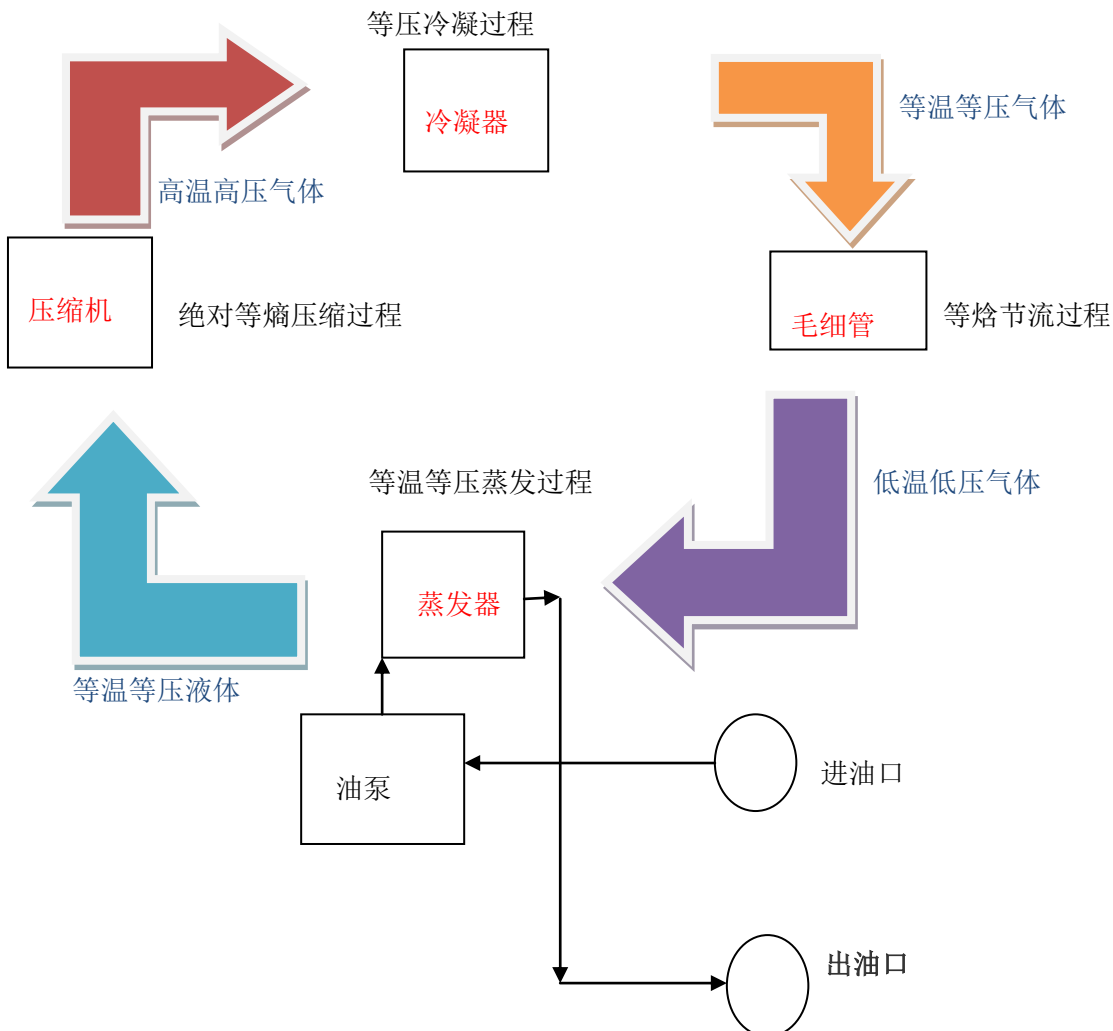 等压冷凝过程
冷凝器
等温等压气体
高温高压气体
压缩机
绝对等熵压缩过程
毛细管
等焓节流过程
等温等压蒸发过程
低温低压气体
蒸发器
等温等压液体
油泵
进油口
出油口